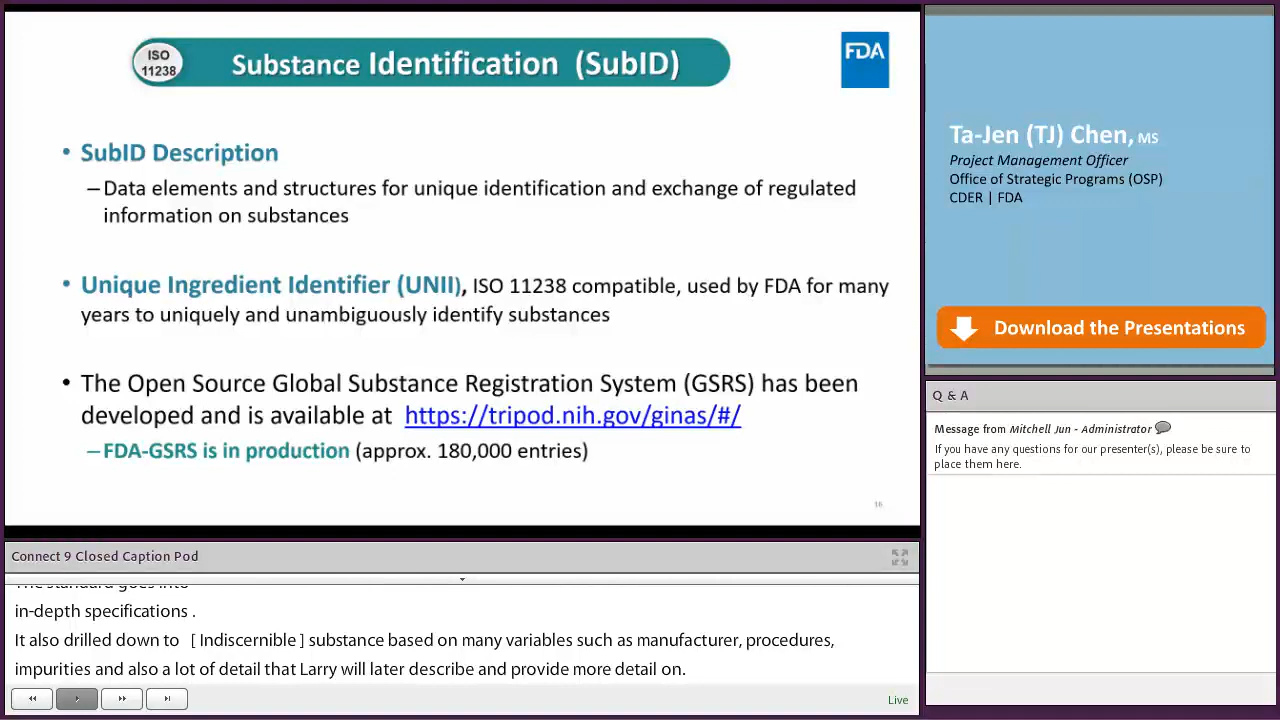 ISO
11238
Substance Identification (SubID)
FDA
• SubID Description
–Data elements and structures for unique identification and exchange of regulated
information on substances
• Unique Ingredient Identifier (UNII), ISO 11238 compatible, used by FDA for many
years to uniquely and unambiguously identify substances
• The Open Source Global Substance Registration System (GSRS) has been
developed and is available at https://tripod.nih.gov/ginas/#/
–FDA-GSRS is in production (approx. 180,000 entries)
16
Ta-Jen (TJ) Chen, MS
Project Management Officer
Office of Strategic Programs (OSP)
CDER | FDA
Download the Presentations
Q & A
Message from Mitchell Jun - Administrator
If you have any questions for our presenter(s), please be sure to
place them here.
Connect 9 Closed Caption Pod
The standard goes into
in-depth specifications .
It also drilled down to [ Indiscernible ] substance based on many variables such as manufacturer, procedures,
impurities and also a lot of detail that Larry will later describe and provide more detail on.
Live